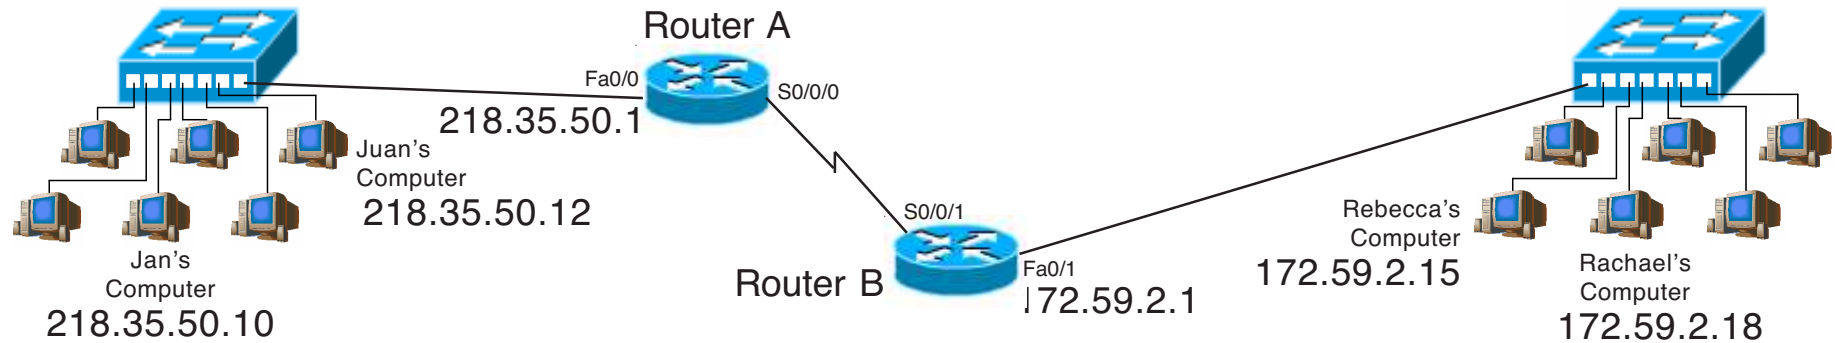 Router A
Fa0/0
S0/0/0
218.35.50.1
Juan's
Computer
218.35.50.12
Jan's
Computer
218.35.50.10
S0/0/1
Router B
Fa0/1
172.59.2.1
Rebecca's
Computer
172.59.2.15
Rachael's
Computer
172.59.2.18